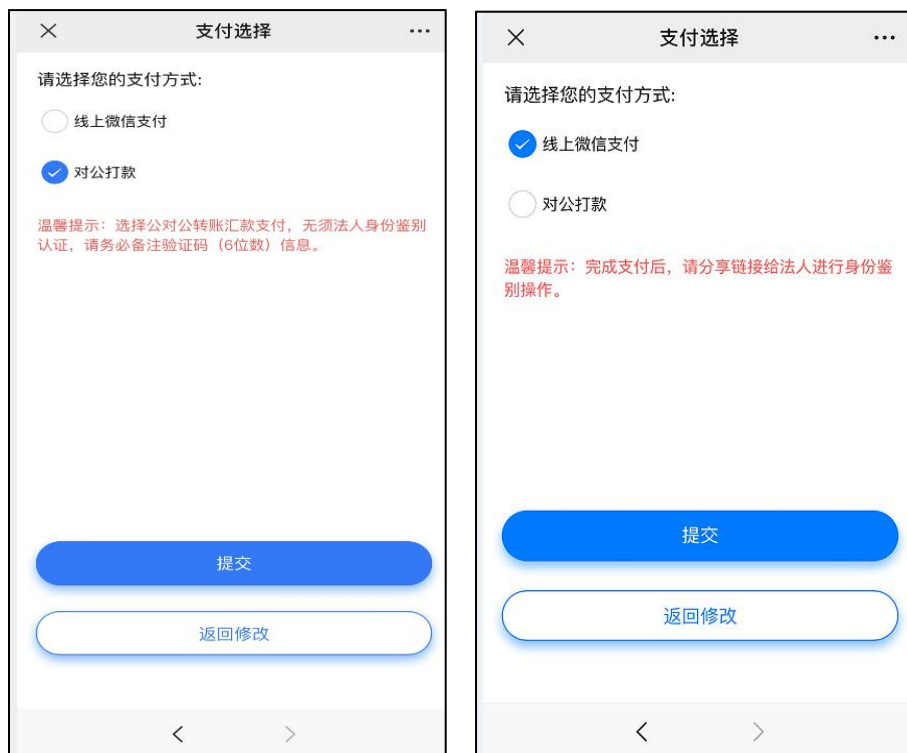 支付选择
请选择您的支付方式:
线上微信支付
对公打款
温馨提示：选择公对公转账汇款支付，无须法人身份鉴别
认证，请务必备注验证码（6位数）信息。
提交
返回修改
支付选择
请选择您的支付方式:
线上微信支付
对公打款
温馨提示：完成支付后，请分享链接给法人进行身份鉴
别操作。
提交
返回修改